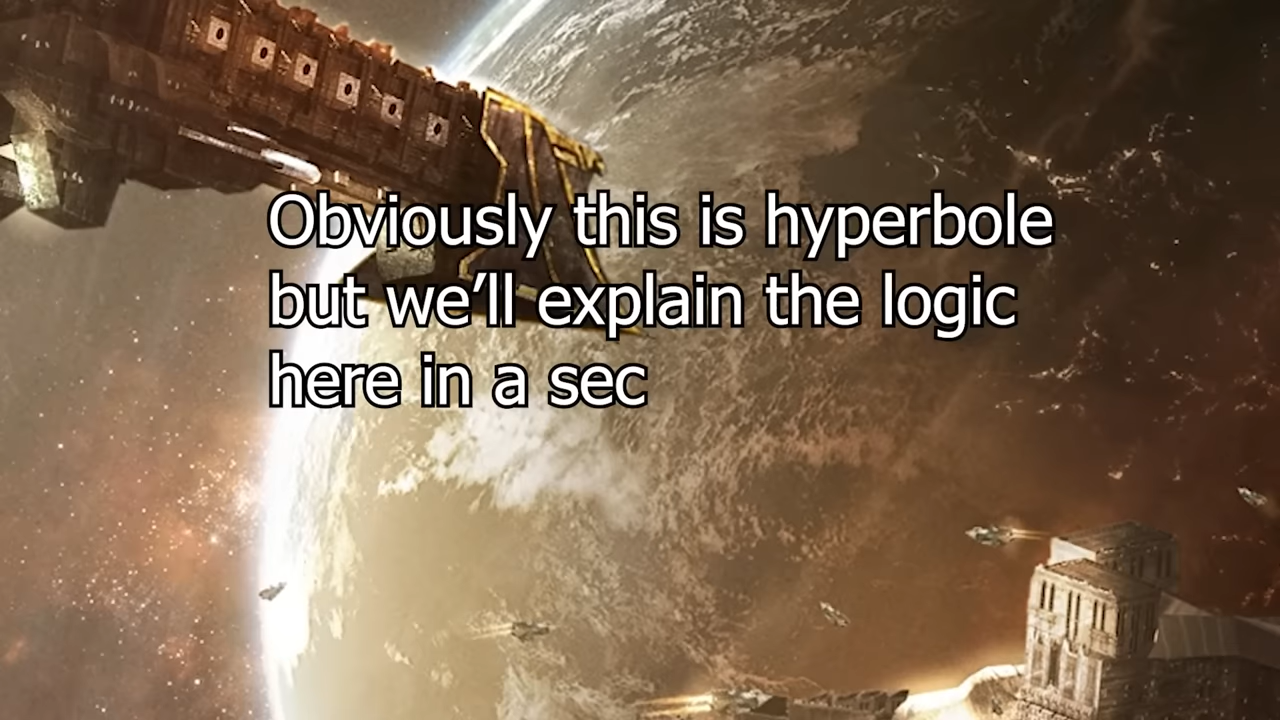 Obviously this is hyperbole
but we’ll explain the logic
here in a sec